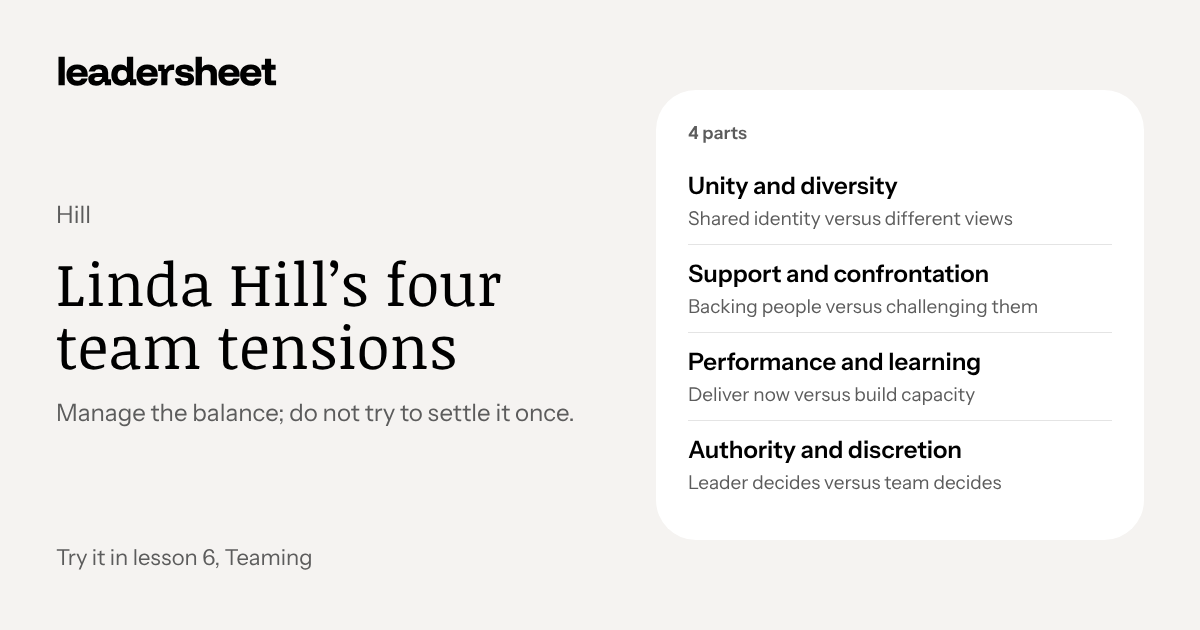 leadersheet
Hill
Linda Hill’s four
team tensions
Manage the balance; do not try to settle it once.
Try it in lesson 6, Teaming
4 parts
Unity and diversity
Shared identity versus different views
Support and confrontation
Backing people versus challenging them
Performance and learning
Deliver now versus build capacity
Authority and discretion
Leader decides versus team decides